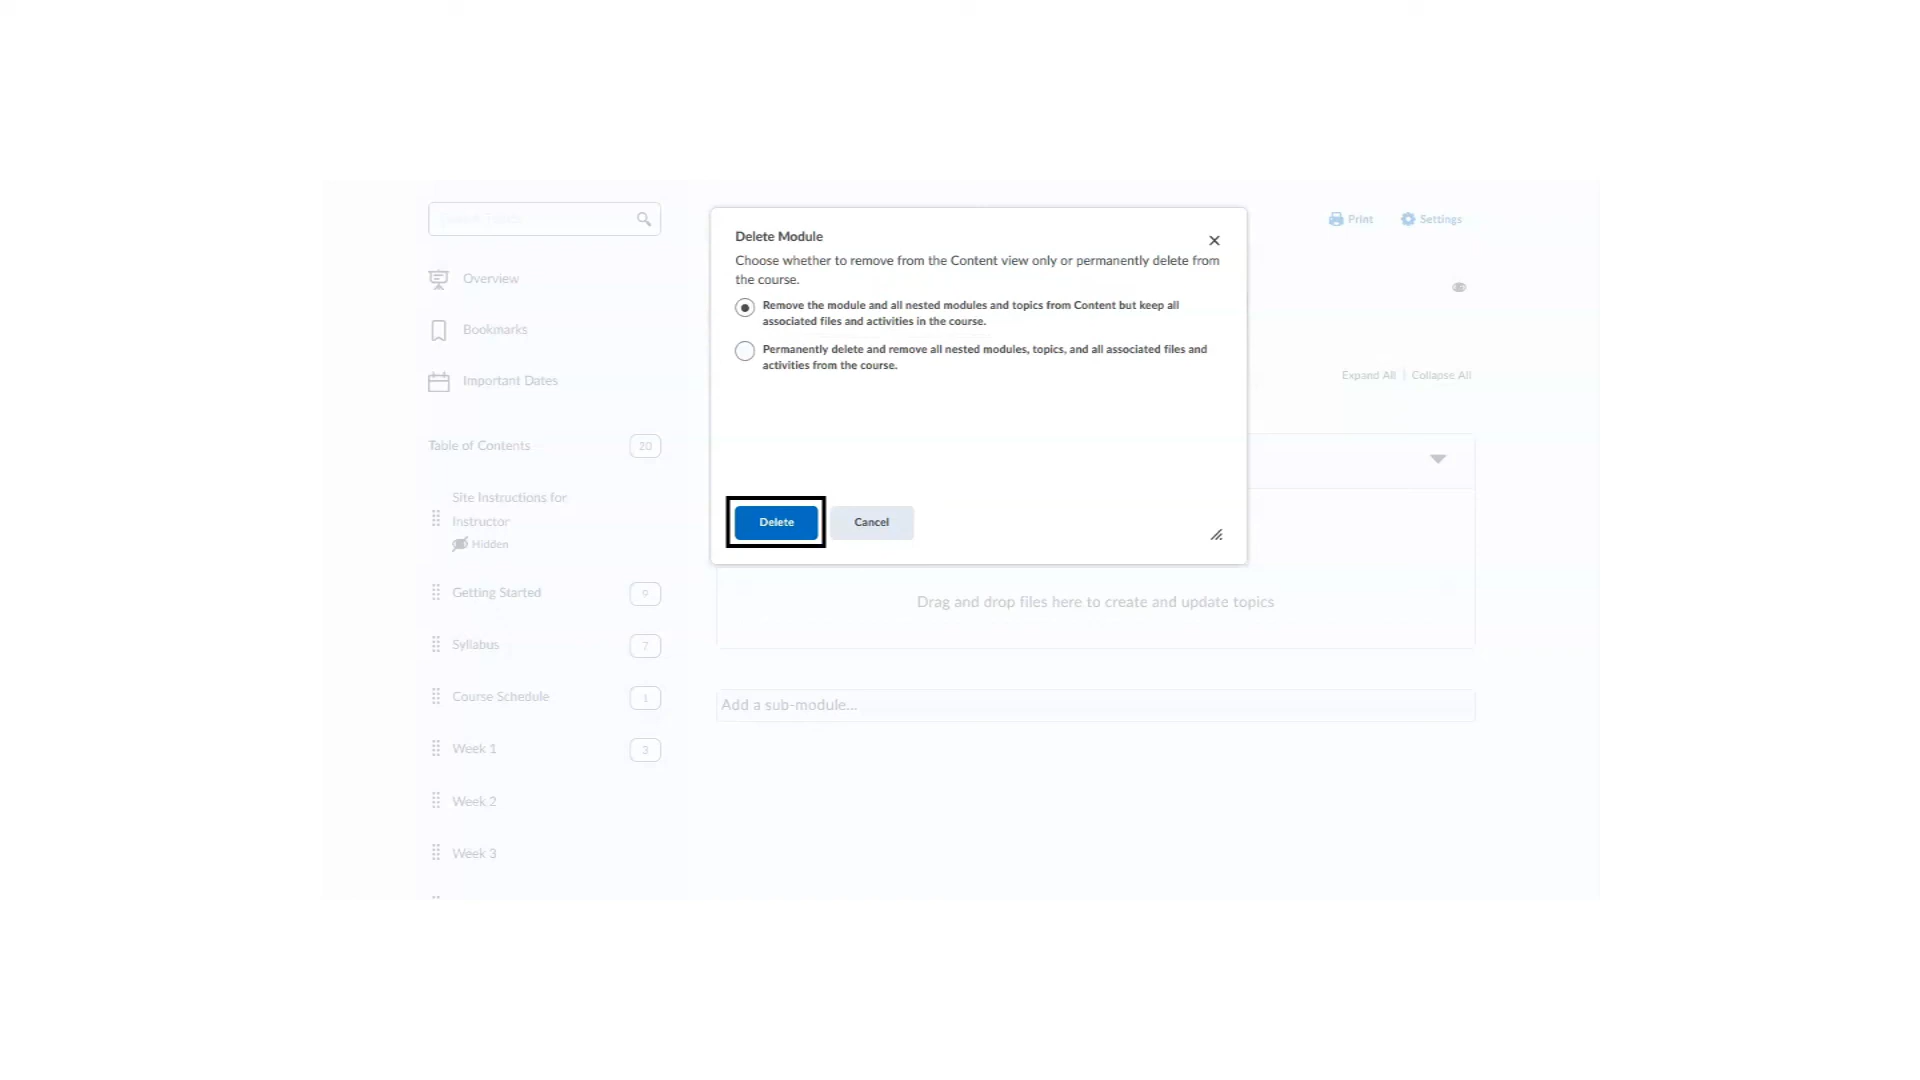 Overview
Bookmarks
Important Dates
Table of Contents 20
Site Instructions for
Instructor
Hidden
Getting Started 9
Syllabus 7
Course Schedule 1
Week 1 3
Week 2
Week 3
Delete Module
Choose whether to remove from the Content view only or permanently delete from
the course.
Remove the module and all nested modules and topics from Content but keep all
associated files and activities in the course.
Permanently delete and remove all nested modules, topics, and all associated files and
activities from the course.
Delete Cancel
Print Settings
Expand All | Collapse All
Drag and drop files here to create and update topics
Add a sub-module...